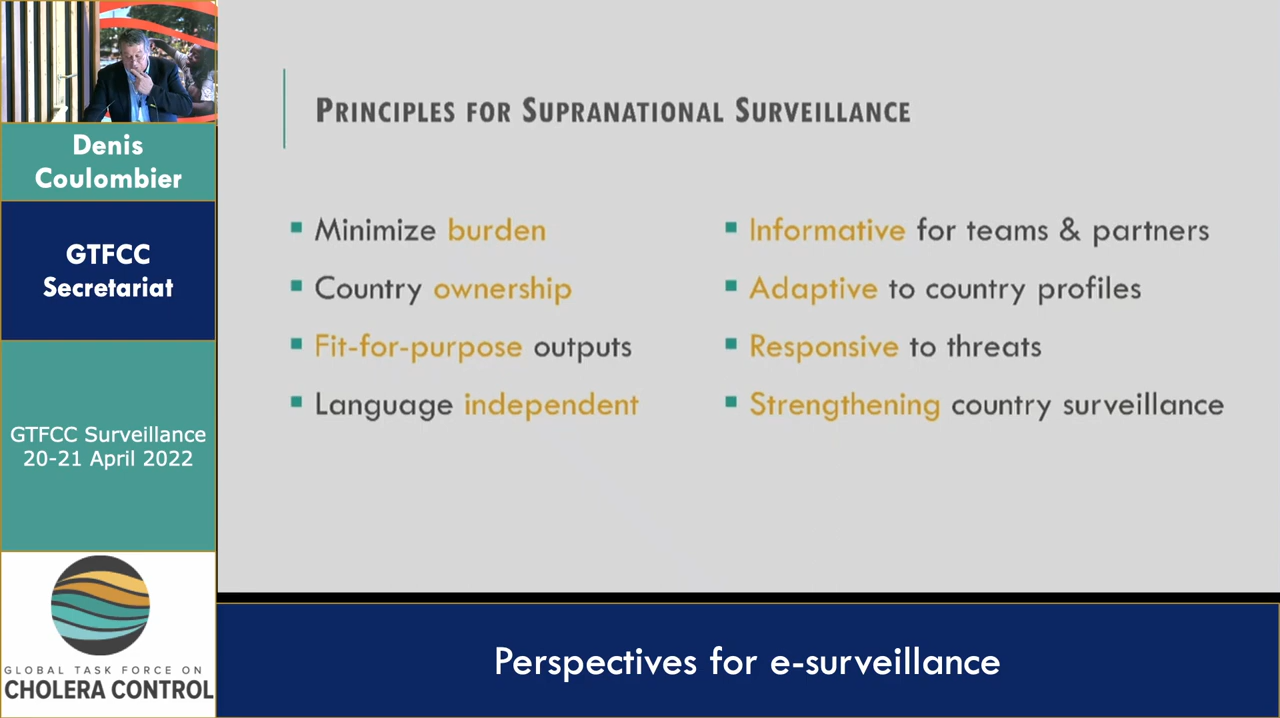 Denis
Coulombier
GTFCC
Secretariat
GTFCC Surveillance
20-21 April 2022
GLOBAL TASK FORCE ON
CHOLERA CONTROL
PRINCIPLES FOR SUPRANATIONAL SURVEILLANCE
Minimize burden
Country ownership
Fit-for-purpose outputs
Language independent
Informative for teams & partners
Adaptive to country profiles
Responsive to threats
Strengthening country surveillance
Perspectives for e-surveillance